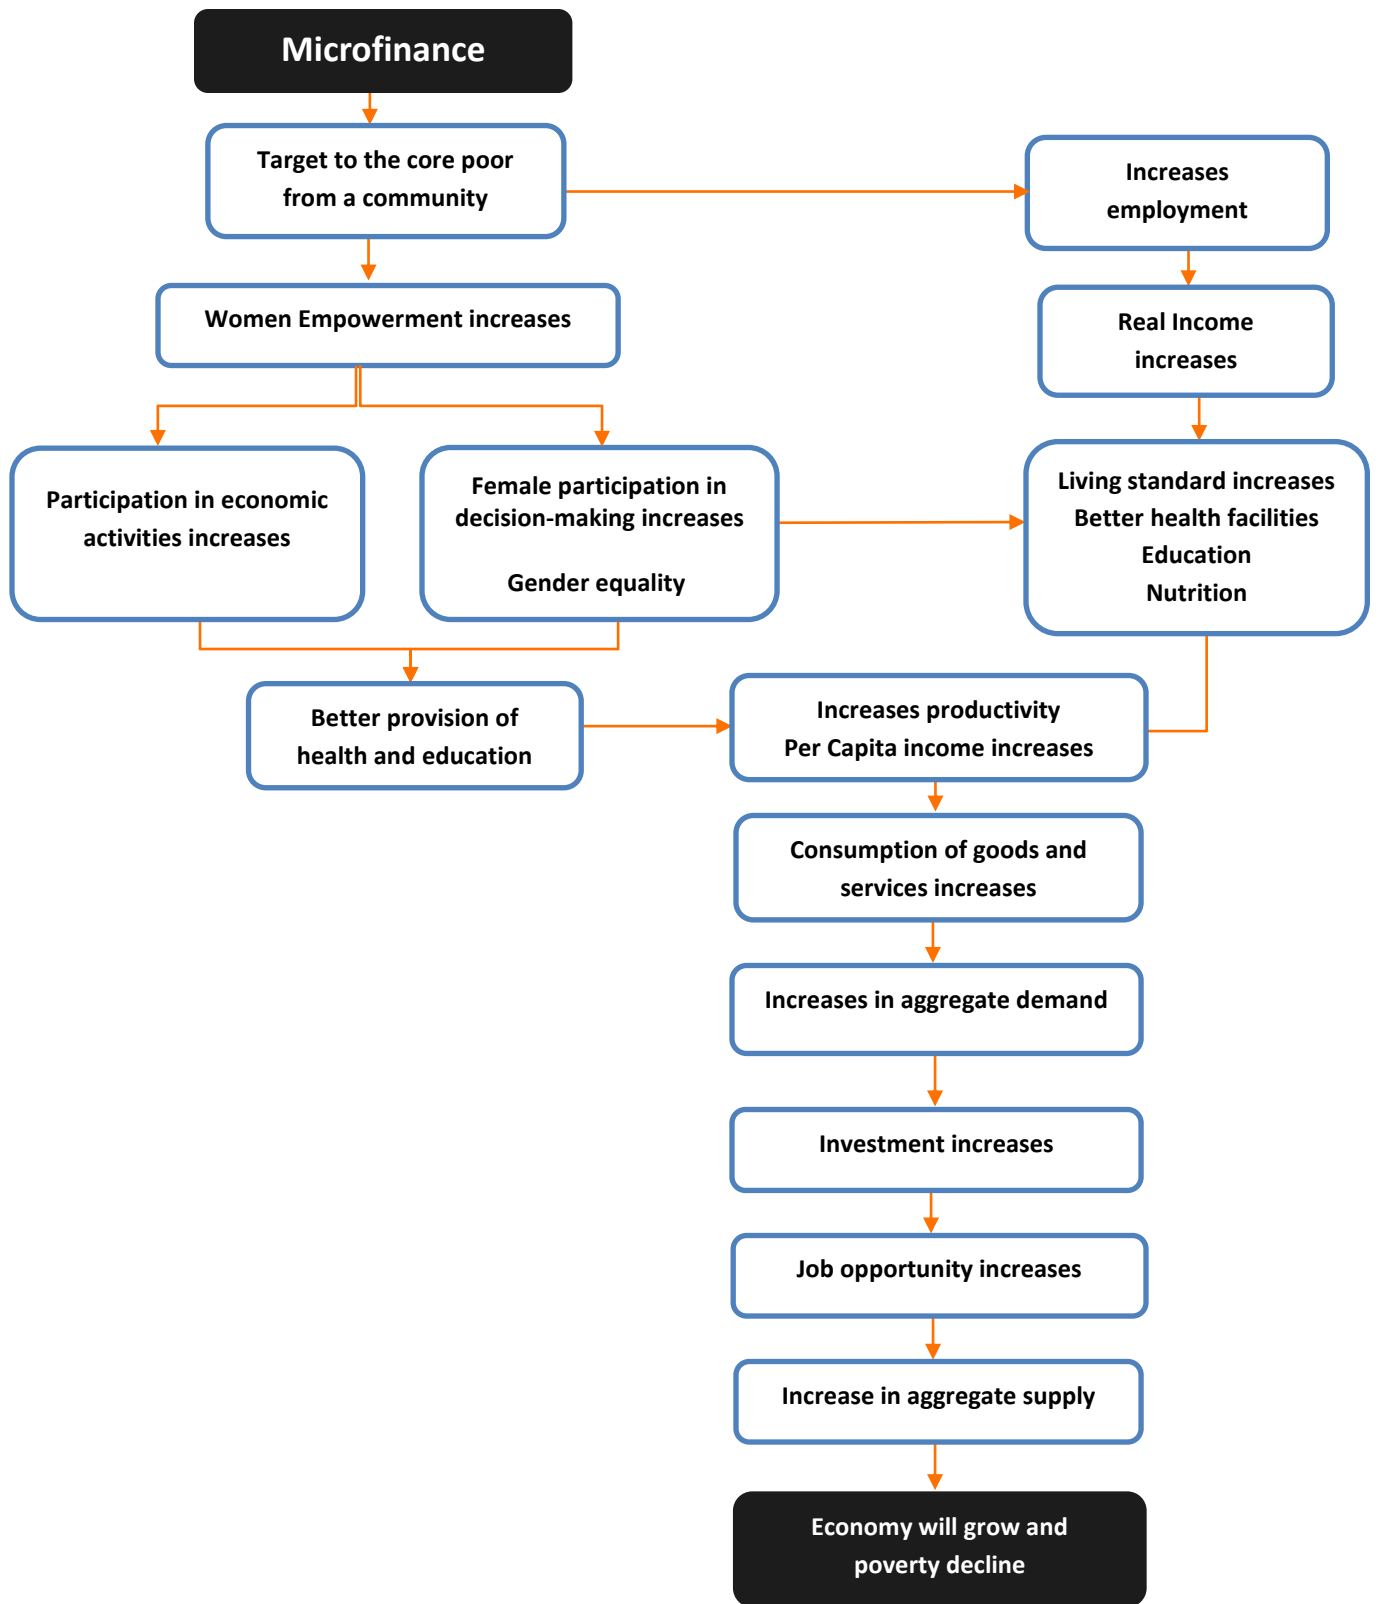 Microfinance
Target to the core poor
from a community
Increases
employment
Women Empowerment increases
Real Income
increases
Participation in economic
activities increases
Female participation in
decision-making increases
Gender equality
Living standard increases
Better health facilities
Education
Nutrition
Better provision of
health and education
Increases productivity
Per Capita income increases
Consumption of goods and
services increases
Increases in aggregate demand
Investment increases
Job opportunity increases
Increase in aggregate supply
Economy will grow and
poverty decline